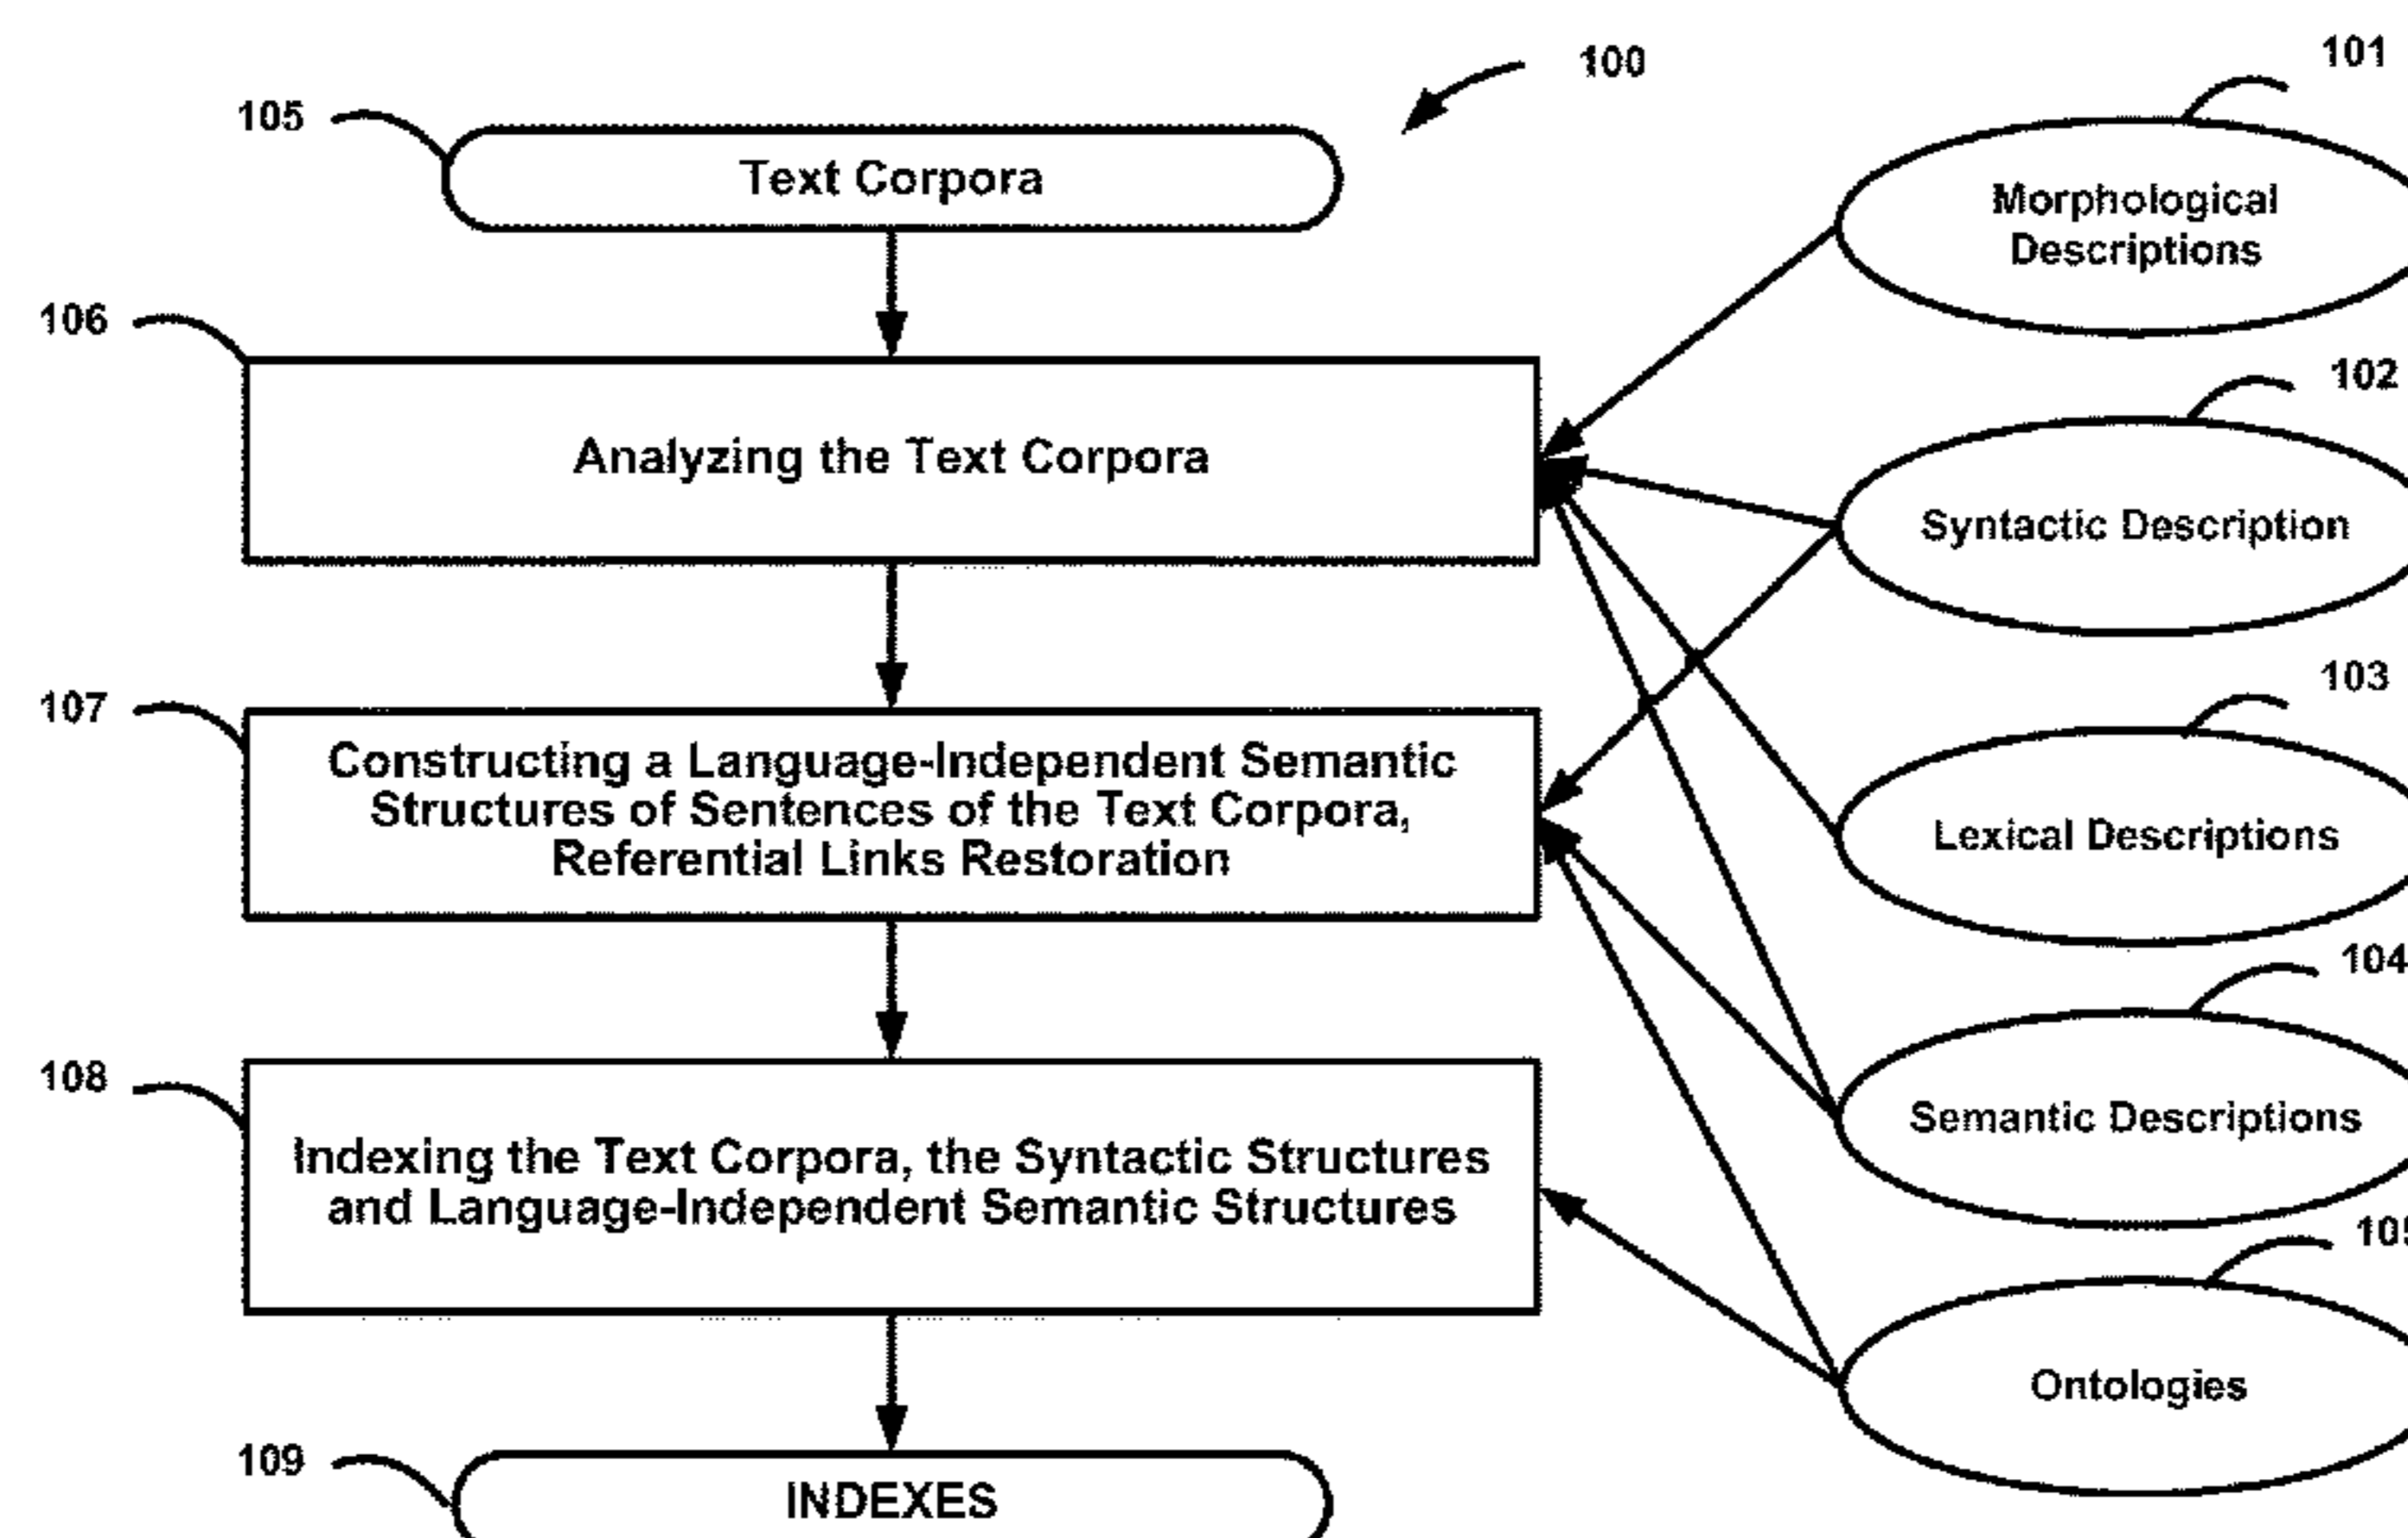 100
101
105
Text Corpora
Morphological
Descriptions
106
102
Analyzing the Text Corpora
Syntactic Description
107
103
Constructing a Language-Independent Semantic
Structures of Sentences of the Text Corpora,
Referential Links Restoration
Lexical Descriptions
104
108
Semantic Descriptions
Indexing the Text Corpora, the Syntactic Structures
and Language-Independent Semantic Structures
105
Ontologies
109
INDEXES